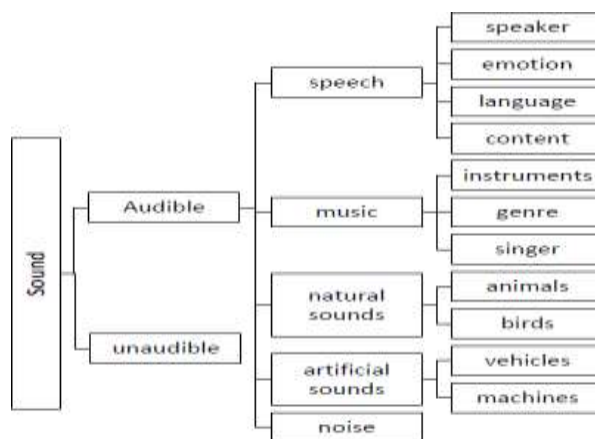 Sound
Audible
unaudible
speech
music
natural
sounds
artificial
sounds
noise
speaker
emotion
language
content
instruments
genre
singer
animals
birds
vehicles
machines